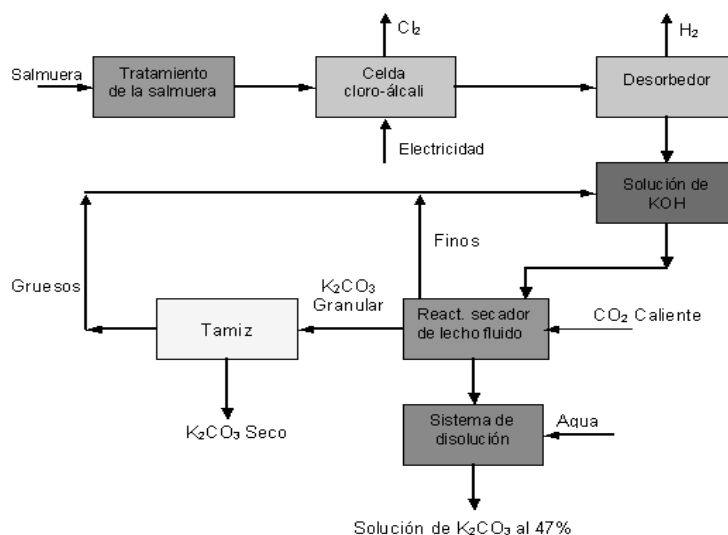 Cl₂
H₂
Salmuera
Tratamiento
de la salmuera
Celda
cloro-álcali
Desorbedor
Electricidad
Solución de
KOH
Finos
Gruesos
K₂CO₃
Granular
Tamiz
React. secador
de lecho fluido
CO₂ Caliente
K₂CO₃ Seco
Sistema de
disolución
Agua
Solución de K₂CO₃ al 47%